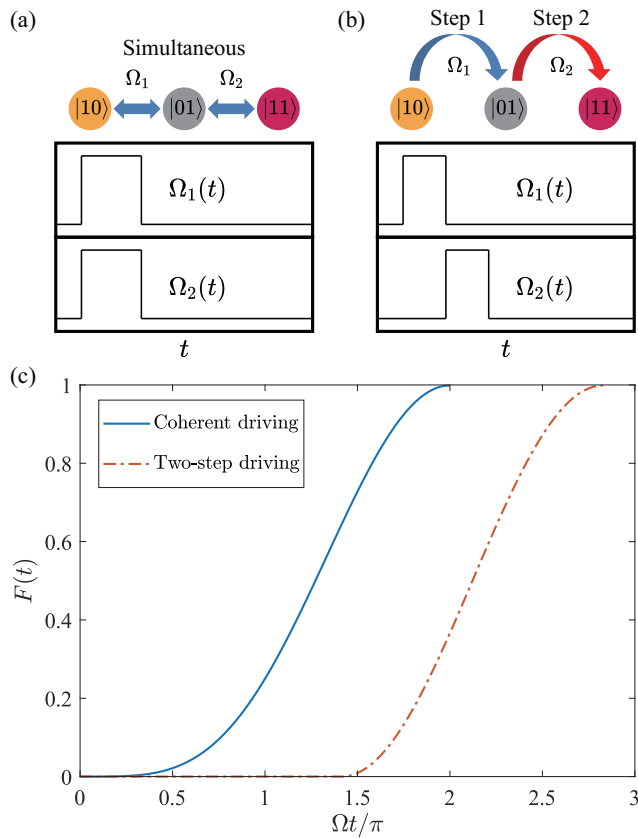 (a)
Simultaneous
Ω₁ Ω₂
|10⟩ |01⟩ |11⟩
Ω₁(t)
Ω₂(t)
t
(b)
Step 1 Step 2
Ω₁ Ω₂
|10⟩ |01⟩ |11⟩
Ω₁(t)
Ω₂(t)
t
(c)
Coherent driving
Two-step driving
F(t)
1
0.8
0.6
0.4
0.2
0
0 0.5 1 1.5 2 2.5 3
Ωt/π